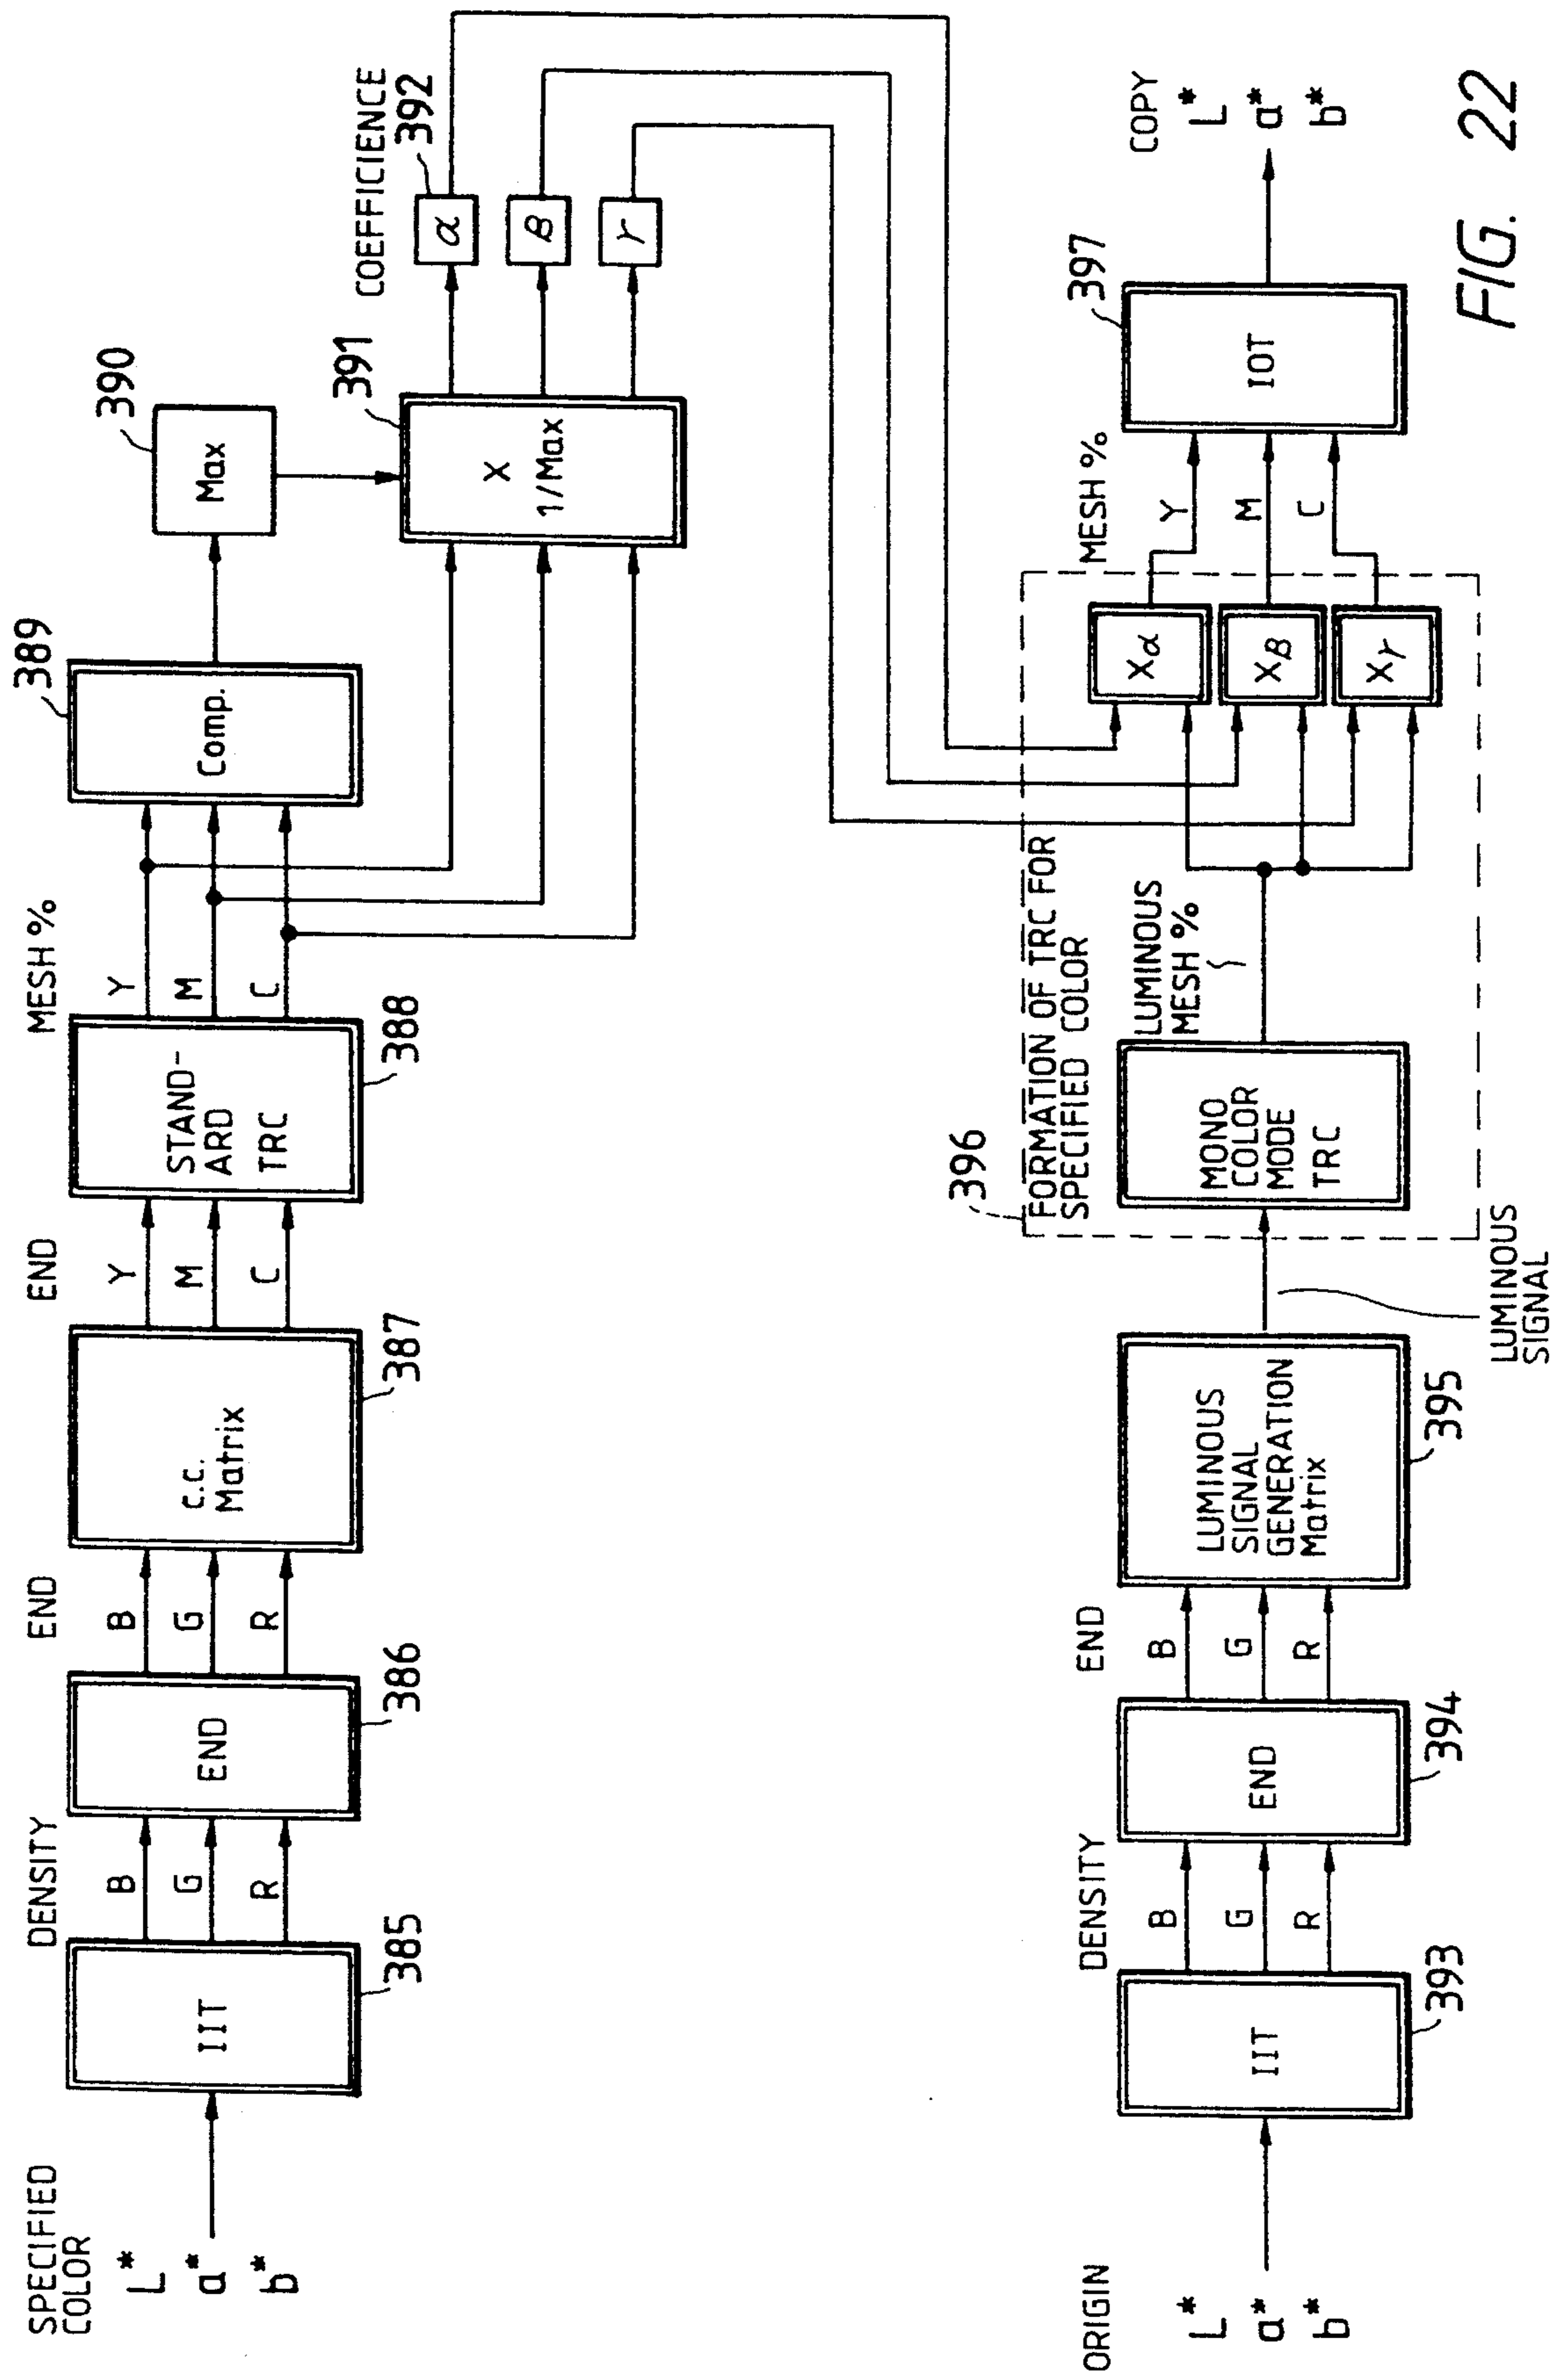 SPECIFIED
COLOR
L*
a*
b*
IIT
385
DENSITY
B
G
R
END
386
END
B
G
R
C.C.
Matrix
387
END
Y
M
C
STAND-
ARD
TRC
388
MESH %
Y
M
C
Comp.
389
Max
390
X
1/Max
391
COEFFICIENCE
392
α
β
γ
ORIGIN
L*
a*
b*
IIT
393
DENSITY
B
G
R
END
394
END
B
G
R
LUMINOUS
SIGNAL
GENERATION
Matrix
395
LUMINOUS
SIGNAL
396
FORMATION OF TRC FOR
SPECIFIED COLOR
MONO
COLOR
MODE
TRC
LUMINOUS
MESH %
Xα
Xβ
Xγ
MESH %
Y
M
C
IOT
397
COPY
L*
a*
b*
FIG. 22